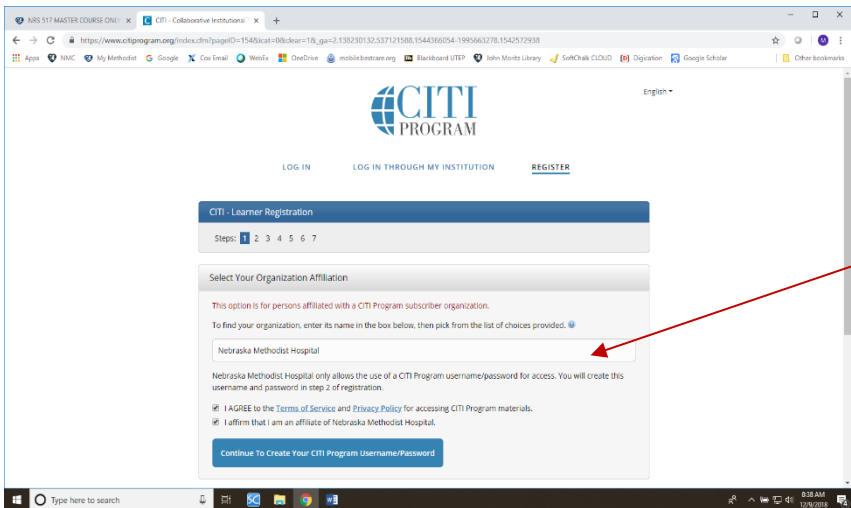 NRS 517 MASTER COURSE ONLI
CITI - Collaborative Institutional
https://www.citiprogram.org/index.cfm?pageID=154&icat=0&clear=1&_ga=2.138230132.537121588.1544366054-1995663278.1542572938
Apps NMC My Methodist Google Cox Email WebEx OneDrive mobile.bestcare.org Blackboard UTEP John Moritz Library SoftChalk CLOUD Digication Google Scholar Other bookmarks
CITI
PROGRAM
English
LOG IN LOG IN THROUGH MY INSTITUTION REGISTER
CITI - Learner Registration
Steps: 1 2 3 4 5 6 7
Select Your Organization Affiliation
This option is for persons affiliated with a CITI Program subscriber organization.
To find your organization, enter its name in the box below, then pick from the list of choices provided.
Nebraska Methodist Hospital
Nebraska Methodist Hospital only allows the use of a CITI Program username/password for access. You will create this
username and password in step 2 of registration.
I AGREE to the Terms of Service and Privacy Policy for accessing CITI Program materials.
I affirm that I am an affiliate of Nebraska Methodist Hospital.
Continue To Create Your CITI Program Username/Password
Type here to search
8:38 AM
12/9/2018